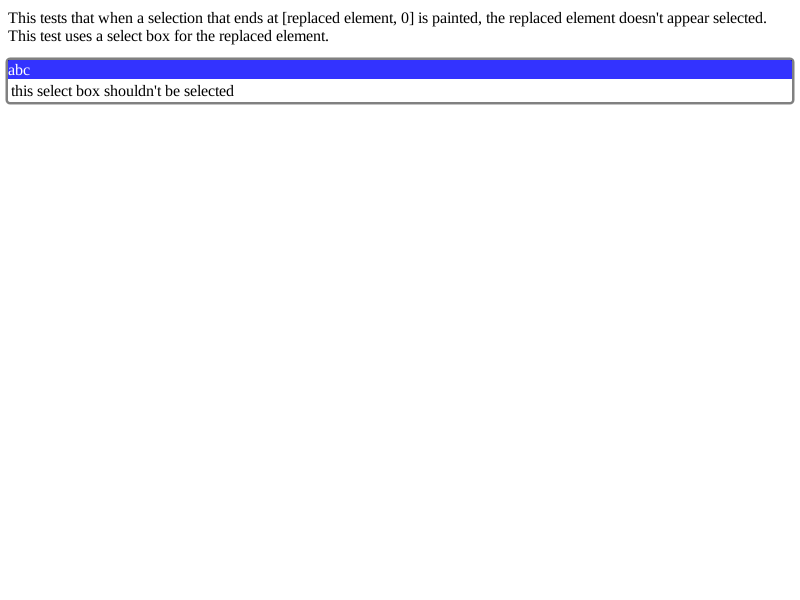 This tests that when a selection that ends at [replaced element, 0] is painted, the replaced element doesn't appear selected.
This test uses a select box for the replaced element.
abc
this select box shouldn't be selected